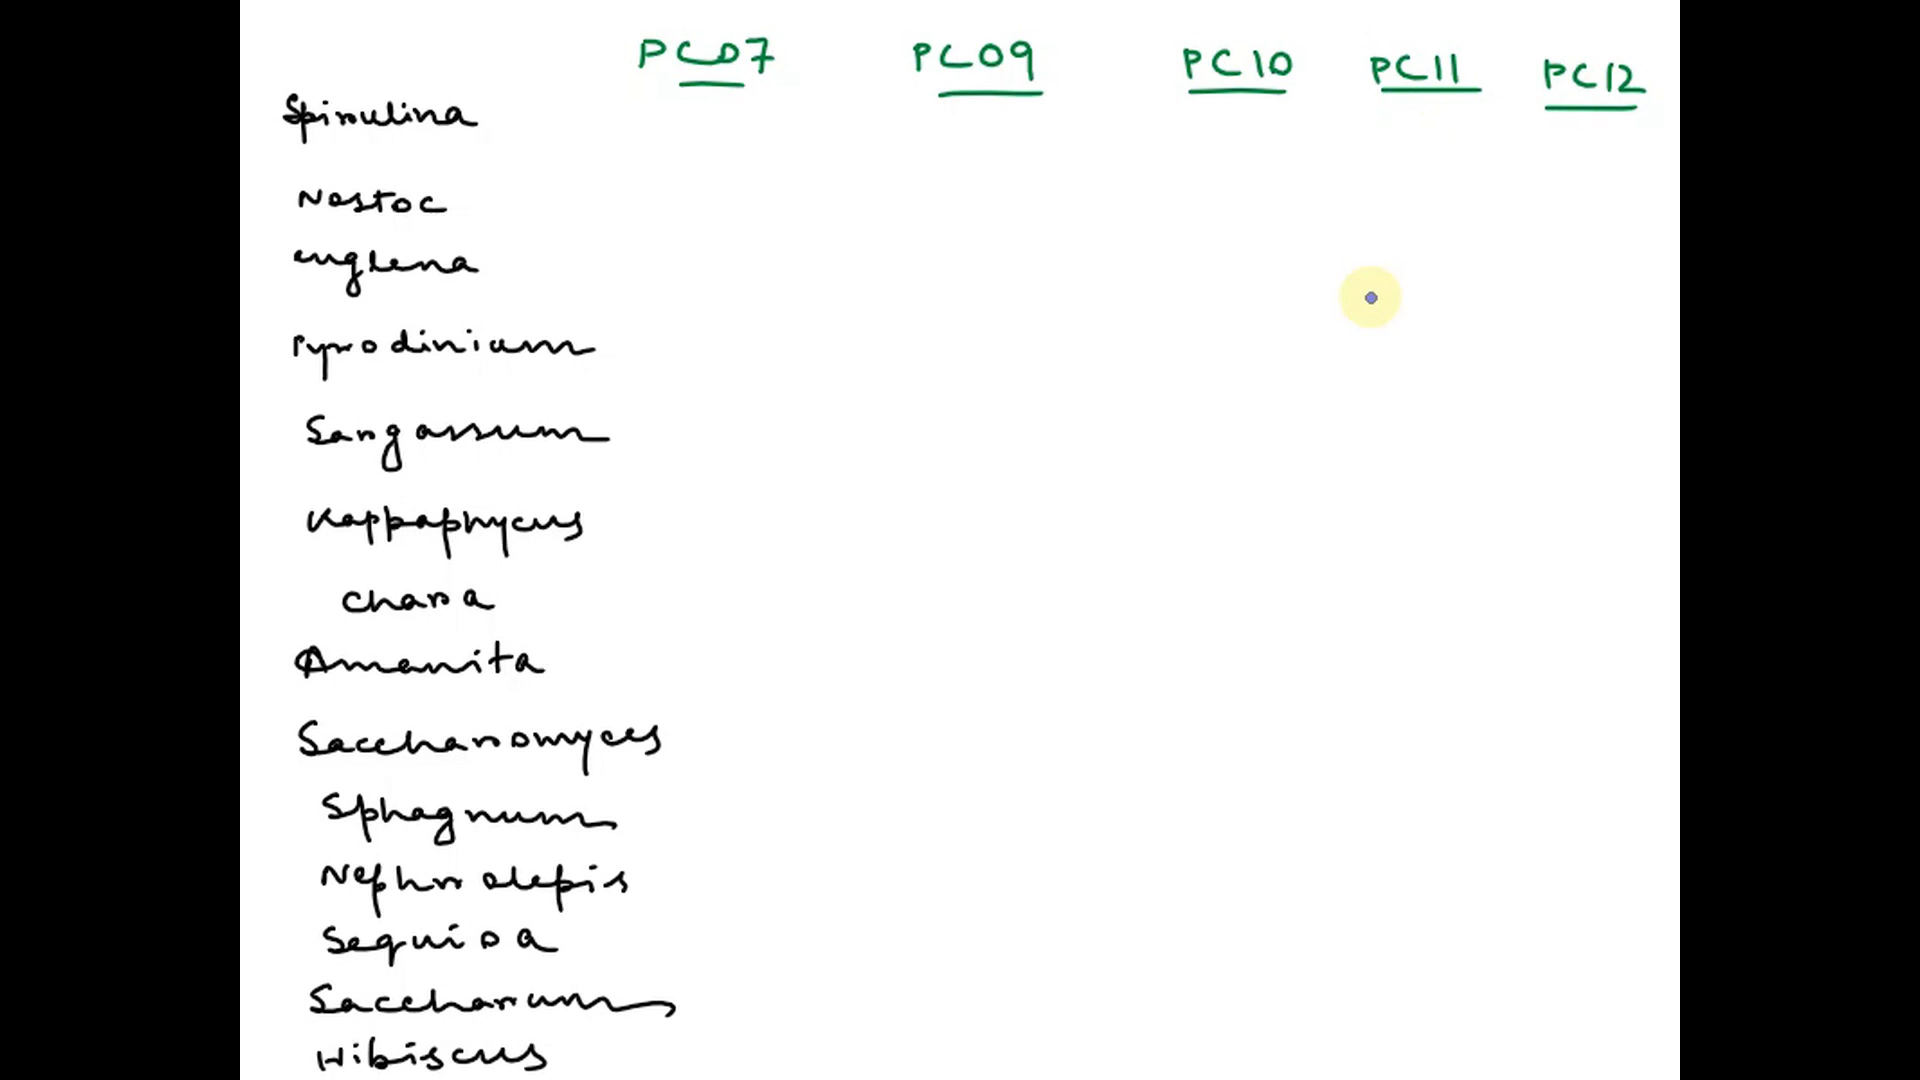 PC07 PC09 PC10 PC11 PC12
Spirulina
Nostoc
euglena
Pyrodinium
Sargassum
Kappaphycus
chara
Amanita
Saccharomyces
Sphagnum
Nephrolepis
Sequioa
Saccharum
Hibiscus